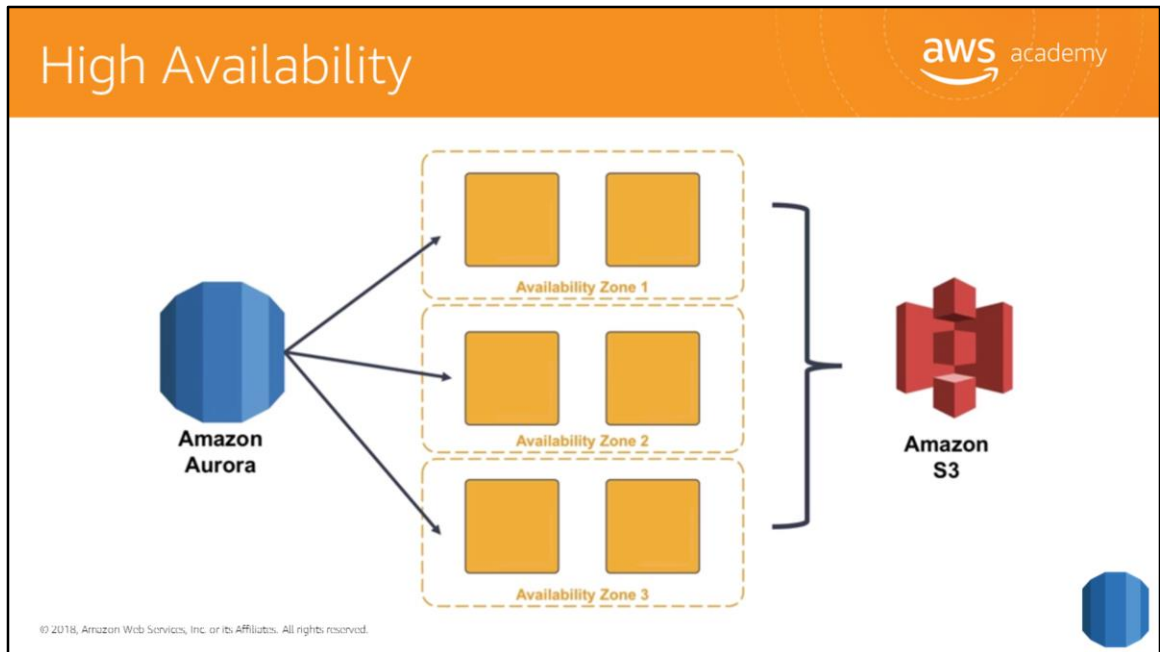 High Availability
aws academy
Availability Zone 1
Amazon
Aurora
Availability Zone 2
Amazon
S3
Availability Zone 3
© 2018, Amazon Web Services, Inc. or its Affiliates. All rights reserved.